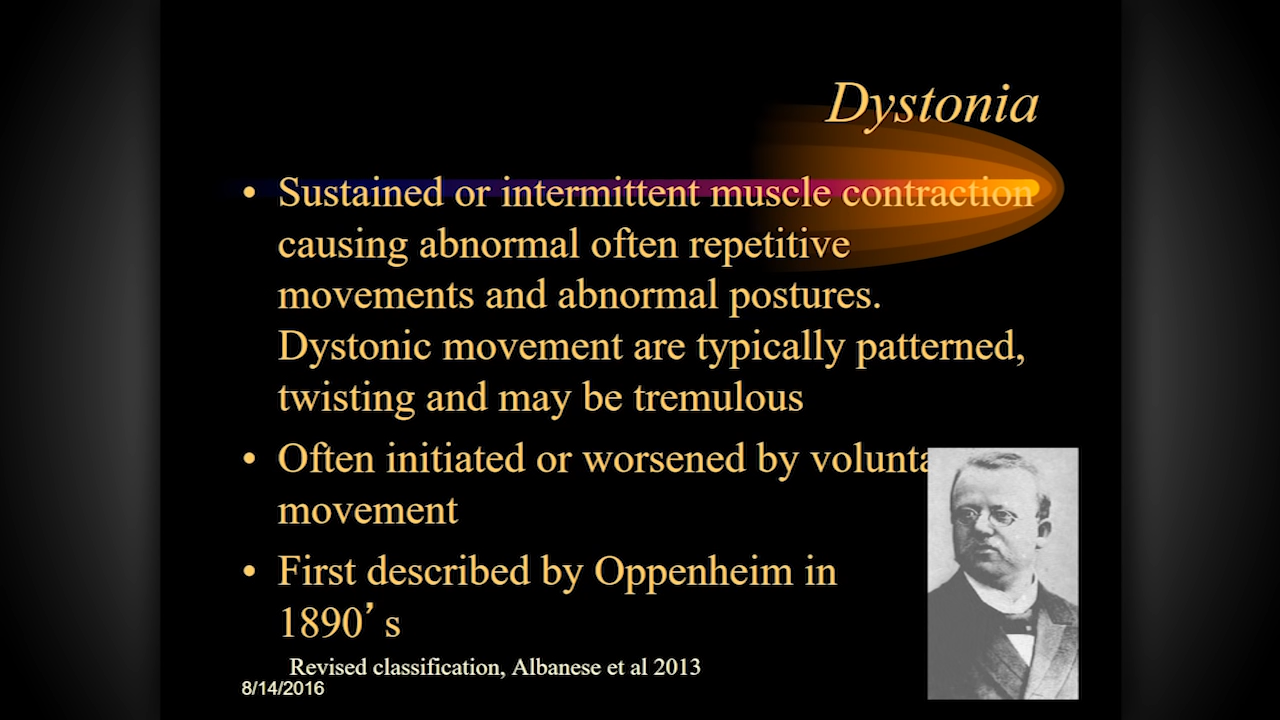 Dystonia
• Sustained or intermittent muscle contraction
causing abnormal often repetitive
movements and abnormal postures.
Dystonic movement are typically patterned,
twisting and may be tremulous
• Often initiated or worsened by volunta
movement
• First described by Oppenheim in
1890’s
Revised classification, Albanese et al 2013
8/14/2016